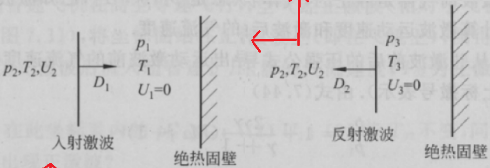 p₁
T₁
U₁=0
p₂,T₂,U₂
D₁
入射激波
绝热固壁
p₃
T₃
U₃=0
p₂,T₂,U₂
D₂
反射激波
绝热固壁